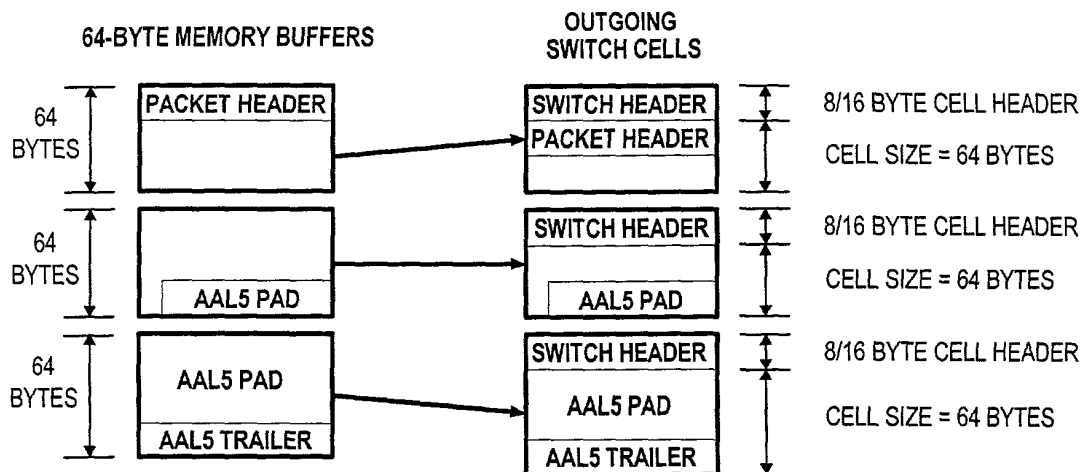 64-BYTE MEMORY BUFFERS
OUTGOING
SWITCH CELLS
64
BYTES
PACKET HEADER
SWITCH HEADER
PACKET HEADER
8/16 BYTE CELL HEADER
CELL SIZE = 64 BYTES
64
BYTES
AAL5 PAD
SWITCH HEADER
AAL5 PAD
8/16 BYTE CELL HEADER
CELL SIZE = 64 BYTES
64
BYTES
AAL5 PAD
AAL5 TRAILER
SWITCH HEADER
AAL5 PAD
AAL5 TRAILER
8/16 BYTE CELL HEADER
CELL SIZE = 64 BYTES